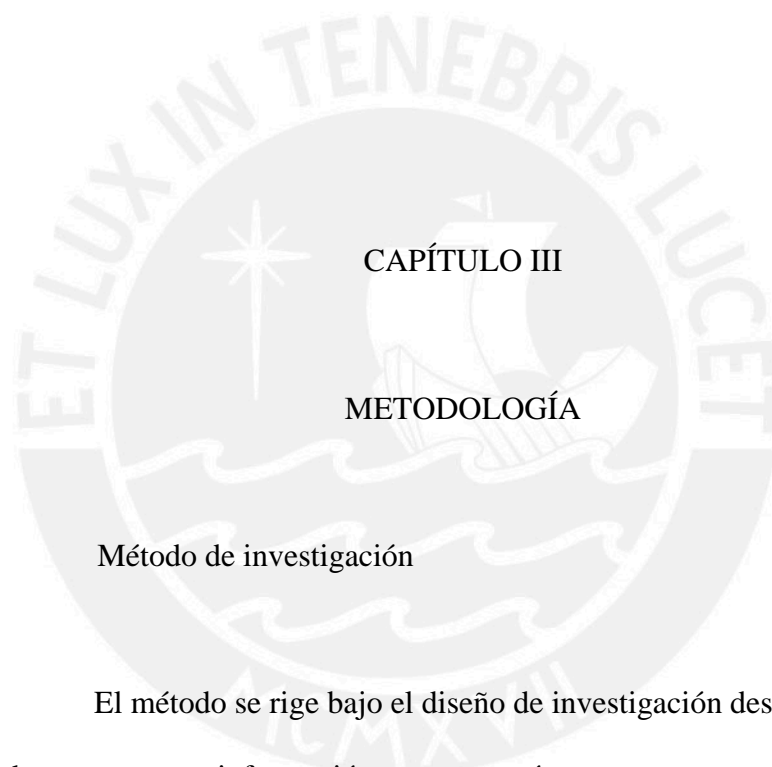 ET LUX IN TENEBRIS LUCET
CAPÍTULO III
METODOLOGÍA
Método de investigación
El método se rige bajo el diseño de investigación des
MCMXVII